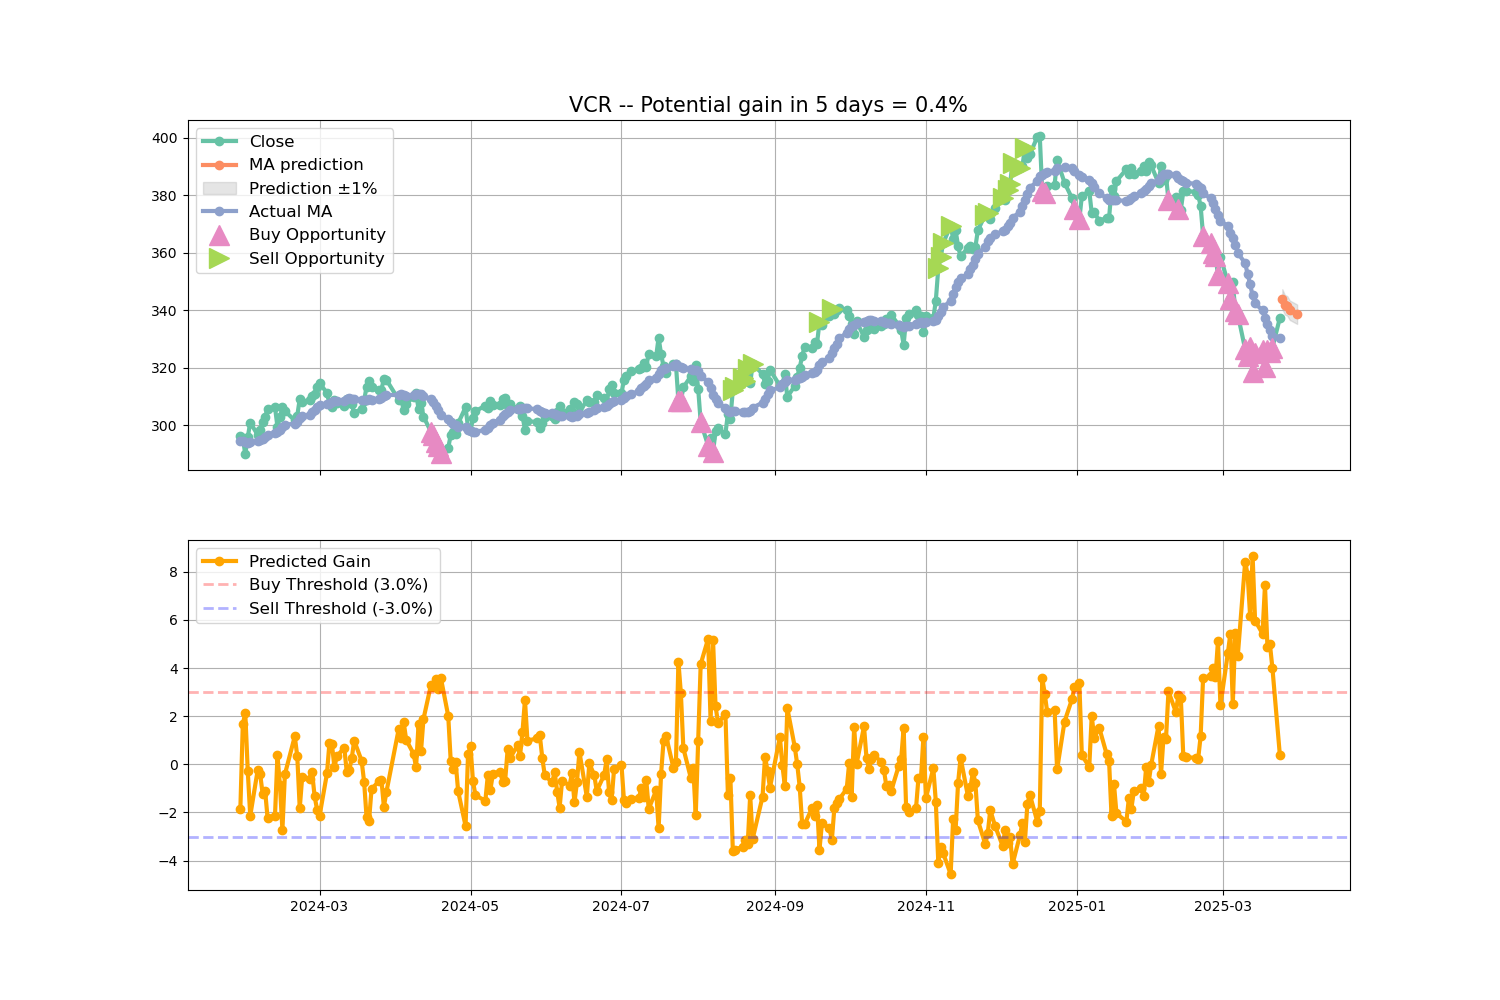 VCR -- Potential gain in 5 days = 0.4%
400
380
360
340
320
300
Close
MA prediction
Prediction ±1%
Actual MA
Buy Opportunity
Sell Opportunity
8
6
4
2
0
−2
−4
Predicted Gain
Buy Threshold (3.0%)
Sell Threshold (-3.0%)
2024-03
2024-05
2024-07
2024-09
2024-11
2025-01
2025-03